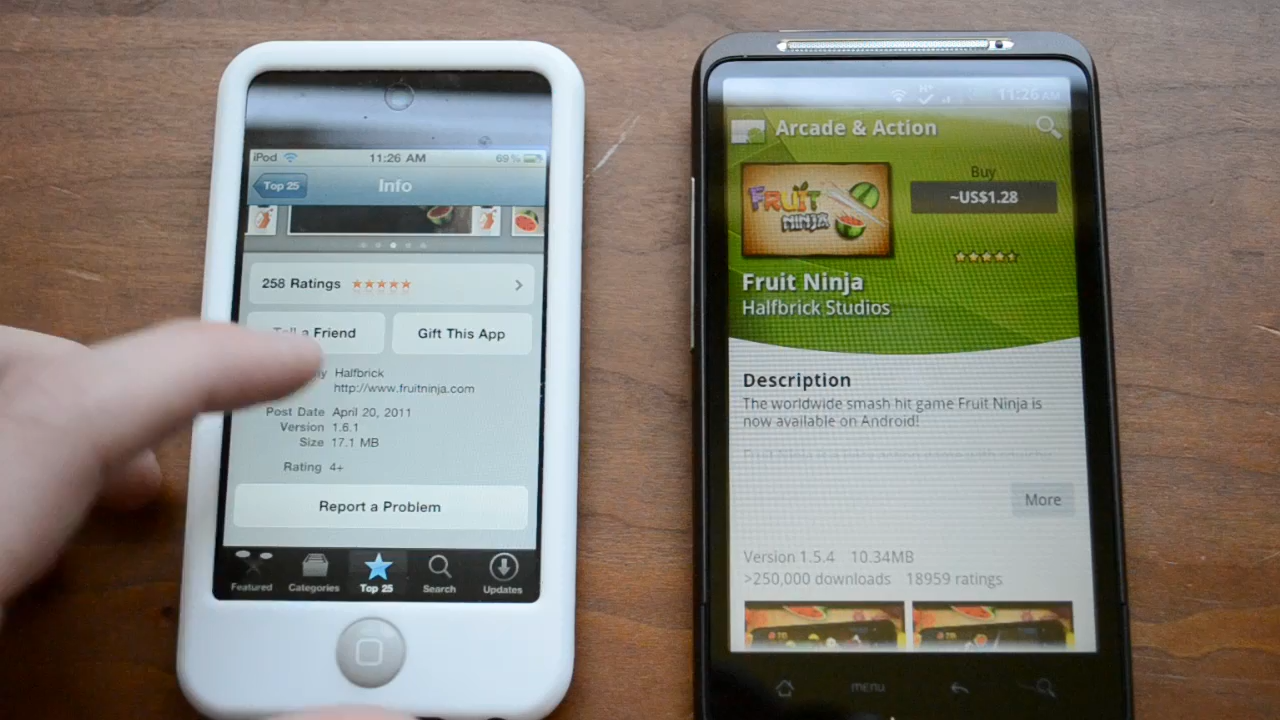 iPod
11:26 AM
69%
Top 25
Info
258 Ratings
Tell a Friend
Gift This App
Halfbrick
http://www.fruitninja.com
Post Date April 20, 2011
Version 1.6.1
Size 17.1 MB
Rating 4+
Report a Problem
Featured
Categories
Top 25
Search
Updates
11:26 AM
Arcade & Action
FRUIT
NINJA
Buy
~US$1.28
Fruit Ninja
Halfbrick Studios
Description
The worldwide smash hit game Fruit Ninja is
now available on Android!
More
Version 1.5.4 10.34MB
>250,000 downloads 18959 ratings
menu